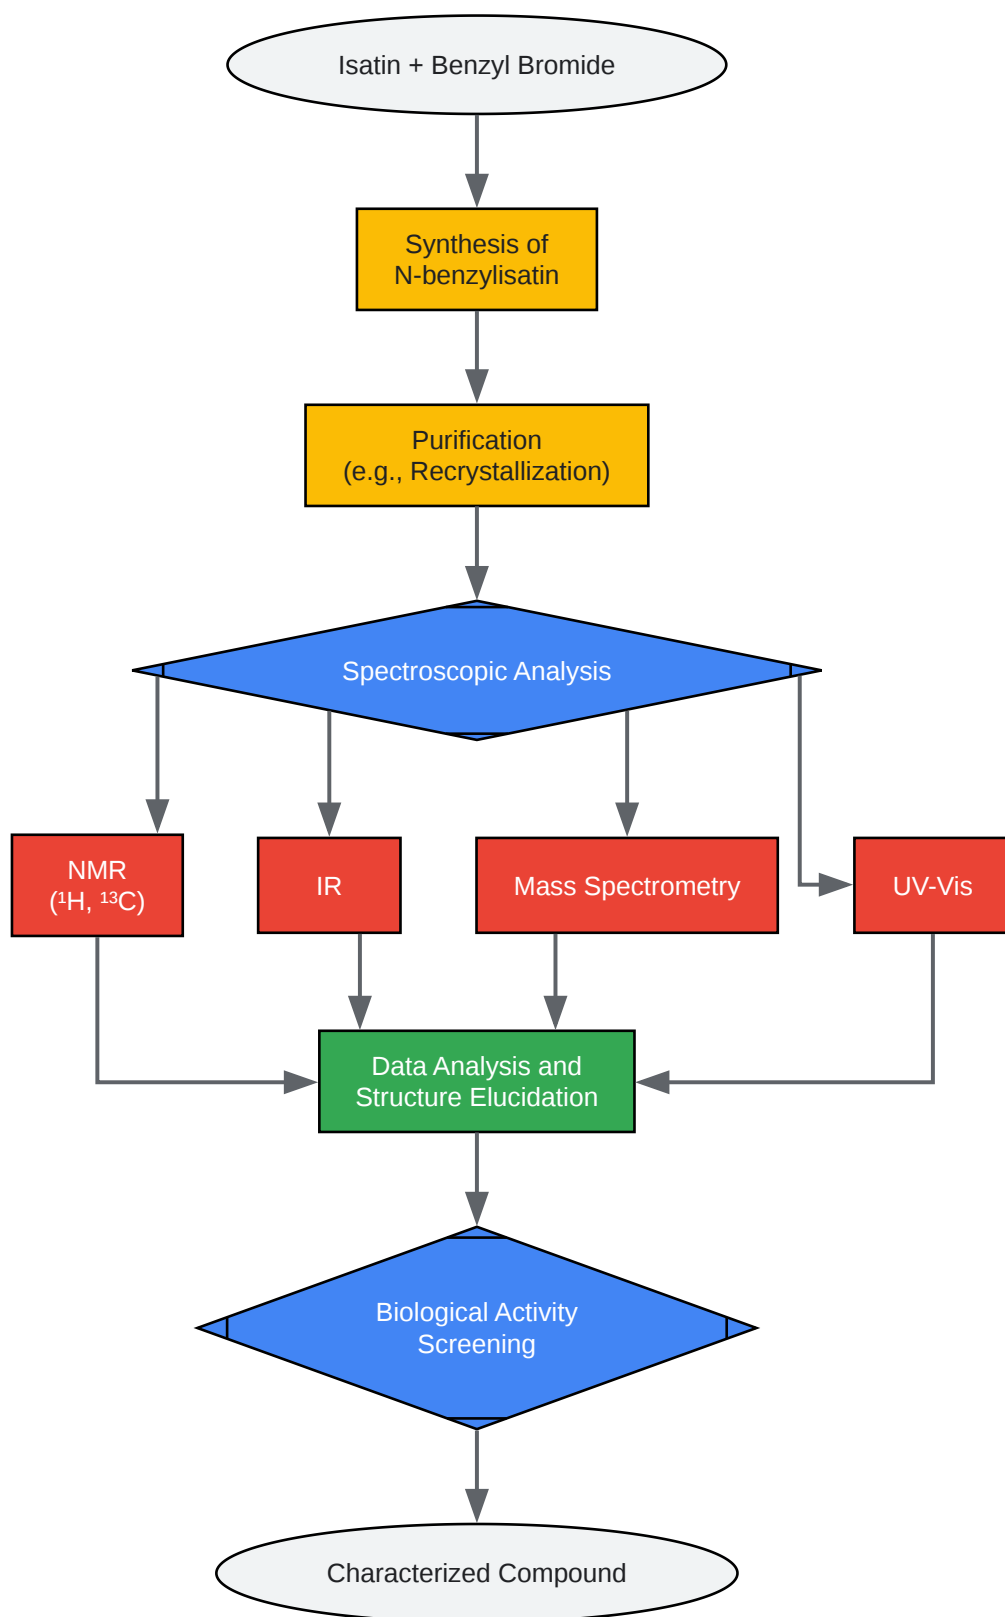 Isatin + Benzyl Bromide
Synthesis of
N-benzylisatin
Purification
(e.g., Recrystallization)
Spectroscopic Analysis
NMR
(¹H, ¹³C)
IR
Mass Spectrometry
UV-Vis
Data Analysis and
Structure Elucidation
Biological Activity
Screening
Characterized Compound